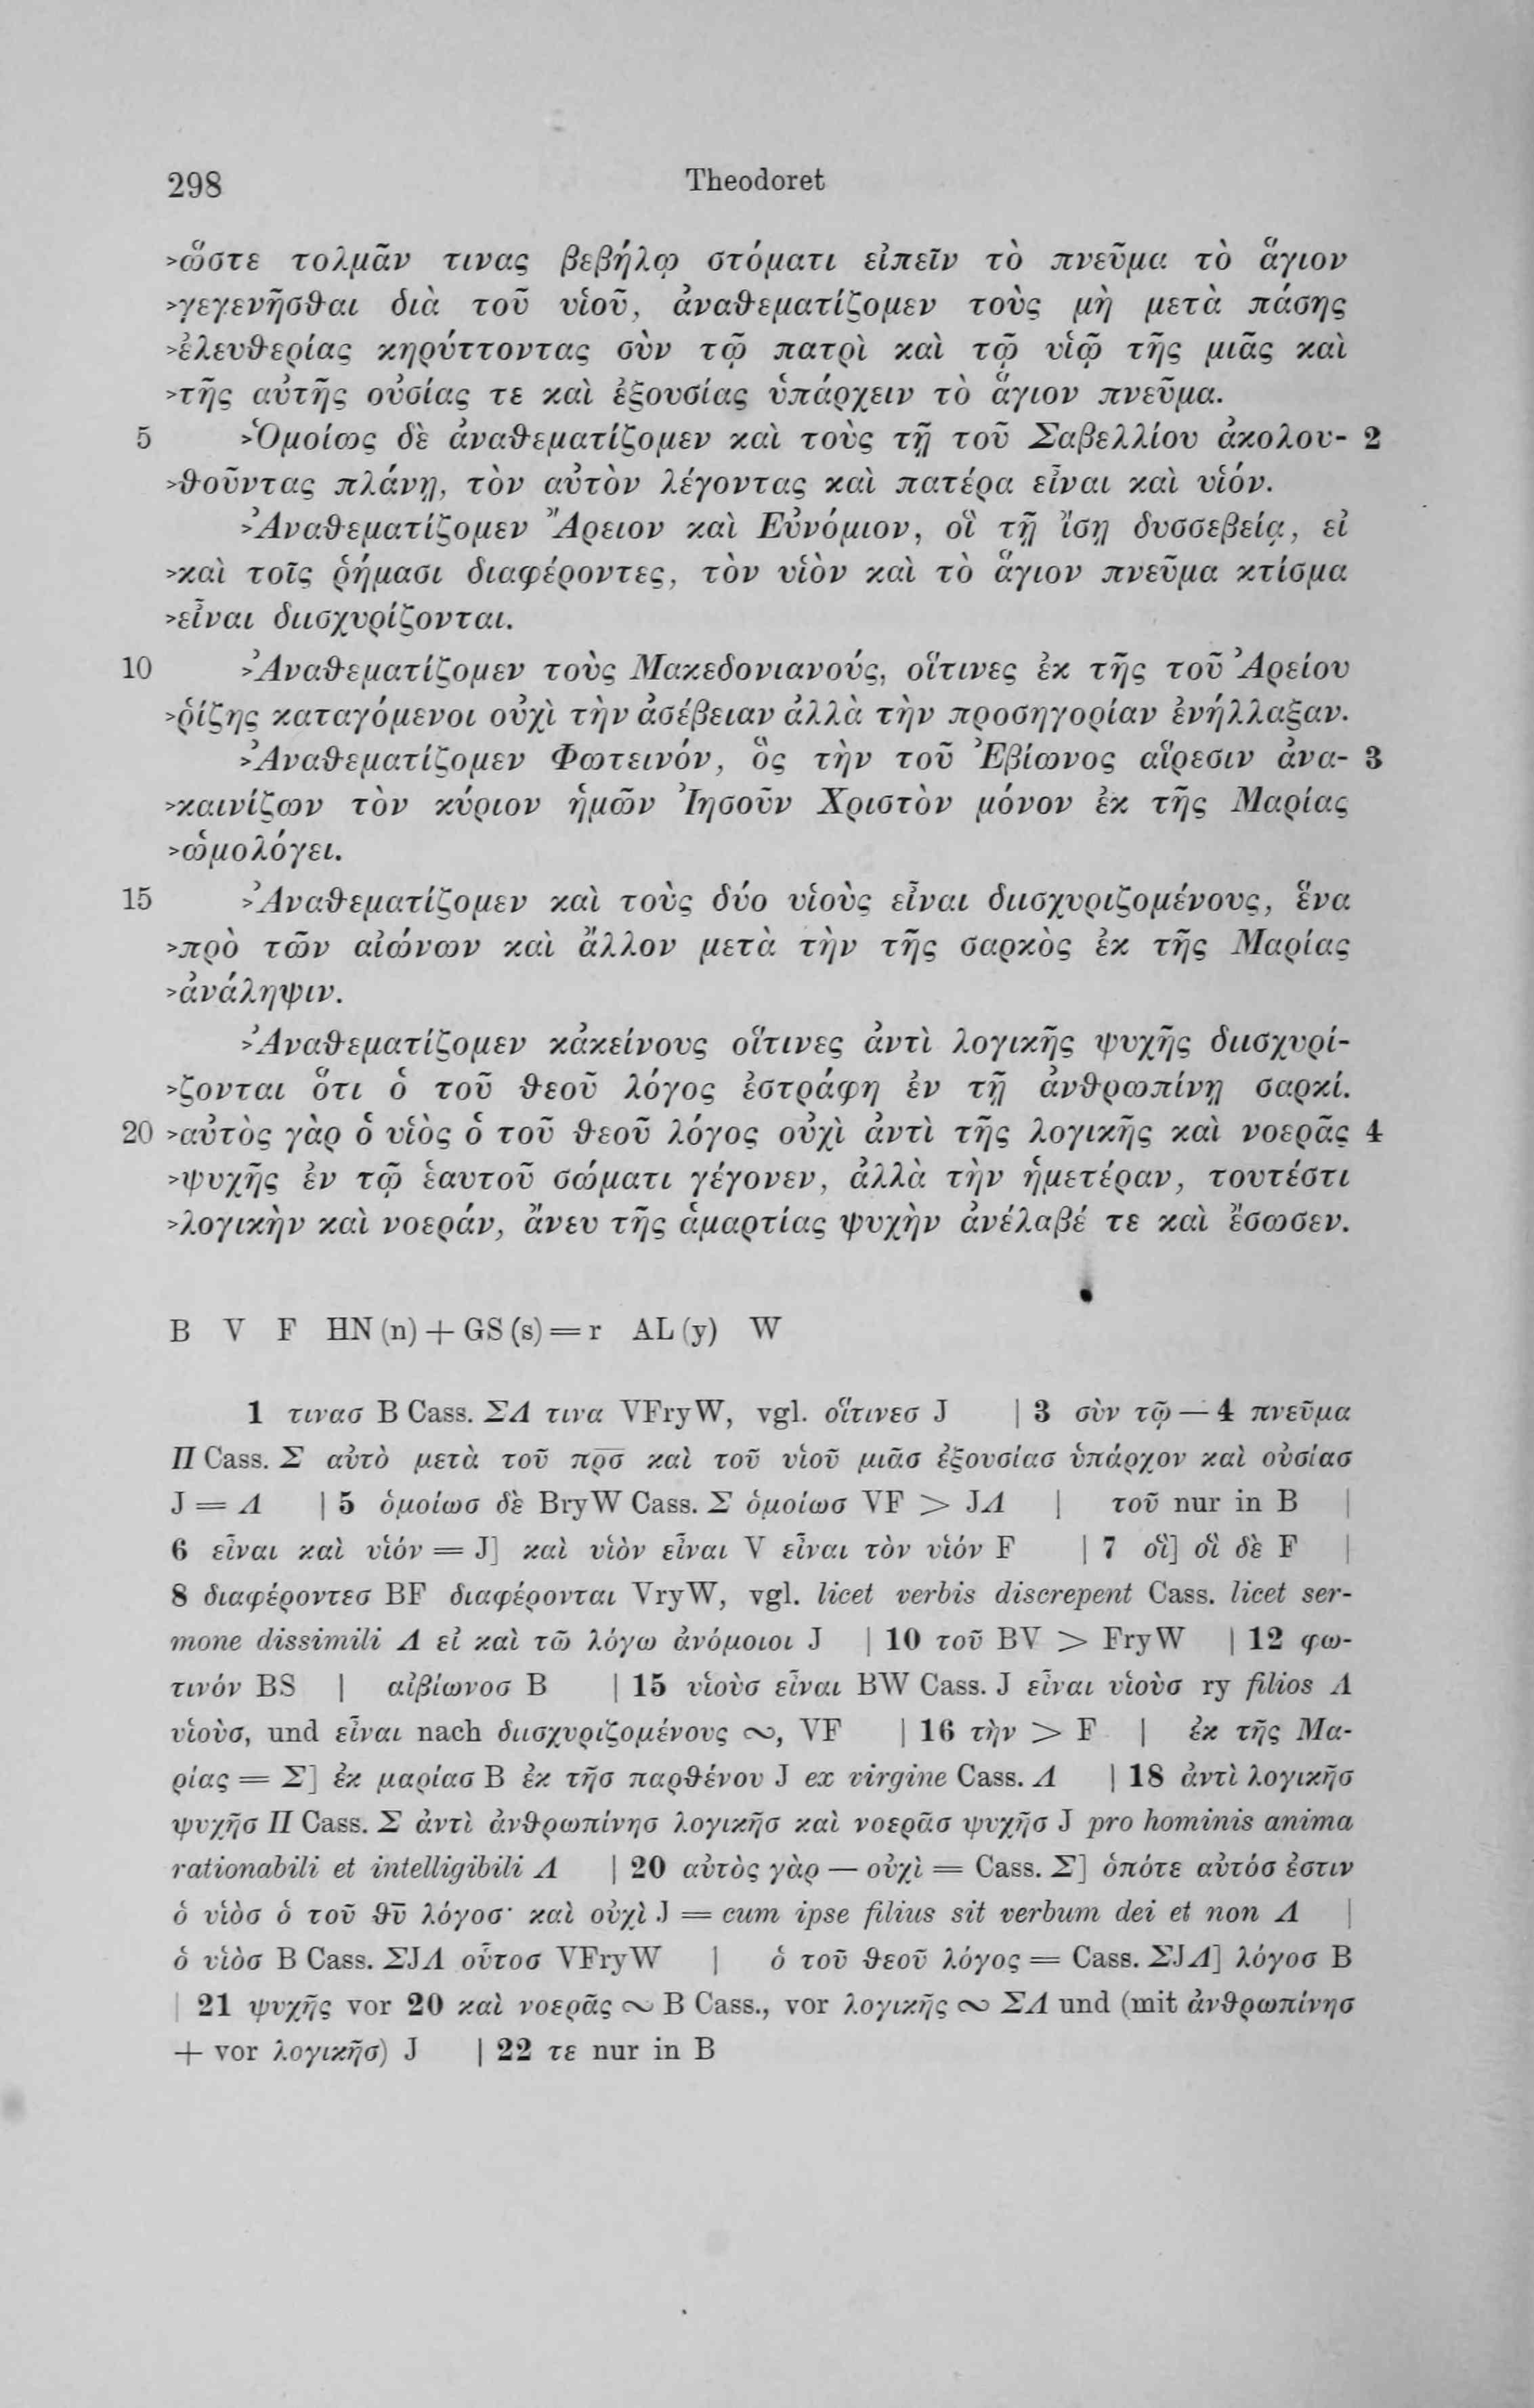 298 Theodoret
>ὥστε τολμᾶν τινας βεβήλῳ στόματι εἰπεῖν τὸ πνεῦμα τὸ ἅγιον
>γεγενῆσθαι διὰ τοῦ υἱοῦ, ἀναθεματίζομεν τοὺς μὴ μετὰ πάσης
>ἐλευθερίας κηρύττοντας σὺν τῷ πατρὶ καὶ τῷ υἱῷ τῆς μιᾶς καὶ
>τῆς αὐτῆς οὐσίας τε καὶ ἐξουσίας ὑπάρχειν τὸ ἅγιον πνεῦμα.
5 >Ὁμοίως δὲ ἀναθεματίζομεν καὶ τοὺς τῇ τοῦ Σαβελλίου ἀκολου- 2
>θοῦντας πλάνῃ, τὸν αὐτὸν λέγοντας καὶ πατέρα εἶναι καὶ υἱόν.
>Ἀναθεματίζομεν Ἄρειον καὶ Εὐνόμιον, οἳ τῇ ἴσῃ δυσσεβείᾳ, εἰ
>καὶ τοῖς ῥήμασι διαφέροντες, τὸν υἱὸν καὶ τὸ ἅγιον πνεῦμα κτίσμα
>εἶναι διισχυρίζονται.
10 >Ἀναθεματίζομεν τοὺς Μακεδονιανούς, οἵτινες ἐκ τῆς τοῦ Ἀρείου
>ῥίζης καταγόμενοι οὐχὶ τὴν ἀσέβειαν ἀλλὰ τὴν προσηγορίαν ἐνήλλαξαν.
>Ἀναθεματίζομεν Φωτεινόν, ὃς τὴν τοῦ Ἐβίωνος αἵρεσιν ἀνα- 3
>καινίζων τὸν κύριον ἡμῶν Ἰησοῦν Χριστὸν μόνον ἐκ τῆς Μαρίας
>ὡμολόγει.
15 >Ἀναθεματίζομεν καὶ τοὺς δύο υἱοὺς εἶναι διισχυριζομένους, ἕνα
>πρὸ τῶν αἰώνων καὶ ἄλλον μετὰ τὴν τῆς σαρκὸς ἐκ τῆς Μαρίας
>ἀνάληψιν.
>Ἀναθεματίζομεν κἀκείνους οἵτινες ἀντὶ λογικῆς ψυχῆς διισχυρί-
>ζονται ὅτι ὁ τοῦ θεοῦ λόγος ἐστράφη ἐν τῇ ἀνθρωπίνῃ σαρκί.
20 >αὐτὸς γὰρ ὁ υἱὸς ὁ τοῦ θεοῦ λόγος οὐχὶ ἀντὶ τῆς λογικῆς καὶ νοερᾶς 4
>ψυχῆς ἐν τῷ ἑαυτοῦ σώματι γέγονεν, ἀλλὰ τὴν ἡμετέραν, τουτέστι
>λογικὴν καὶ νοεράν, ἄνευ τῆς ἁμαρτίας ψυχὴν ἀνέλαβέ τε καὶ ἔσωσεν.
B V F HN (n) + GS (s) = r AL (y) W
1 τινασ B Cass. ΣΛ τινα VFryW, vgl. οἵτινεσ J | 3 σὺν τῷ — 4 πνεῦμα
Π Cass. Σ αὐτὸ μετὰ τοῦ πρ̅σ̅ καὶ τοῦ υἱοῦ μιᾶσ ἐξουσίασ ὑπάρχον καὶ οὐσίασ
J = Λ | 5 ὁμοίωσ δὲ BryW Cass. Σ ὁμοίωσ VF > JΛ | τοῦ nur in B |
6 εἶναι καὶ υἱόν = J] καὶ υἱὸν εἶναι V εἶναι τὸν υἱόν F | 7 οἳ] οἳ δὲ F |
8 διαφέροντεσ BF διαφέρονται VryW, vgl. licet verbis discrepent Cass. licet ser-
mone dissimili Λ εἰ καὶ τῶ λόγω ἀνόμοιοι J | 10 τοῦ BV > FryW | 12 φω-
τινόν BS | αἰβίωνοσ B | 15 υἱοὺσ εἶναι BW Cass. J εἶναι υἱοὺσ ry filios Λ
υἱοὺσ, und εἶναι nach διισχυριζομένους ∾, VF | 16 τὴν > F | ἐκ τῆς Μα-
ρίας = Σ] ἐκ μαρίασ B ἐκ τῆσ παρθένου J ex virgine Cass. Λ | 18 ἀντὶ λογικῆσ
ψυχῆσ Π Cass. Σ ἀντὶ ἀνθρωπίνησ λογικῆσ καὶ νοερᾶσ ψυχῆσ J pro hominis anima
rationabili et intelligibili Λ | 20 αὐτὸς γὰρ — οὐχὶ = Cass. Σ] ὁπότε αὐτόσ ἐστιν
ὁ υἱὸσ ὁ τοῦ θ̅υ̅ λόγοσ· καὶ οὐχὶ J = cum ipse filius sit verbum dei et non Λ |
ὁ υἱὸσ B Cass. ΣJΛ οὗτοσ VFryW | ὁ τοῦ θεοῦ λόγος = Cass. ΣJΛ] λόγοσ B
| 21 ψυχῆς vor 20 καὶ νοερᾶς ∾ B Cass., vor λογικῆς ∾ ΣΛ und (mit ἀνθρωπίνησ
+ vor λογικῆσ) J | 22 τε nur in B